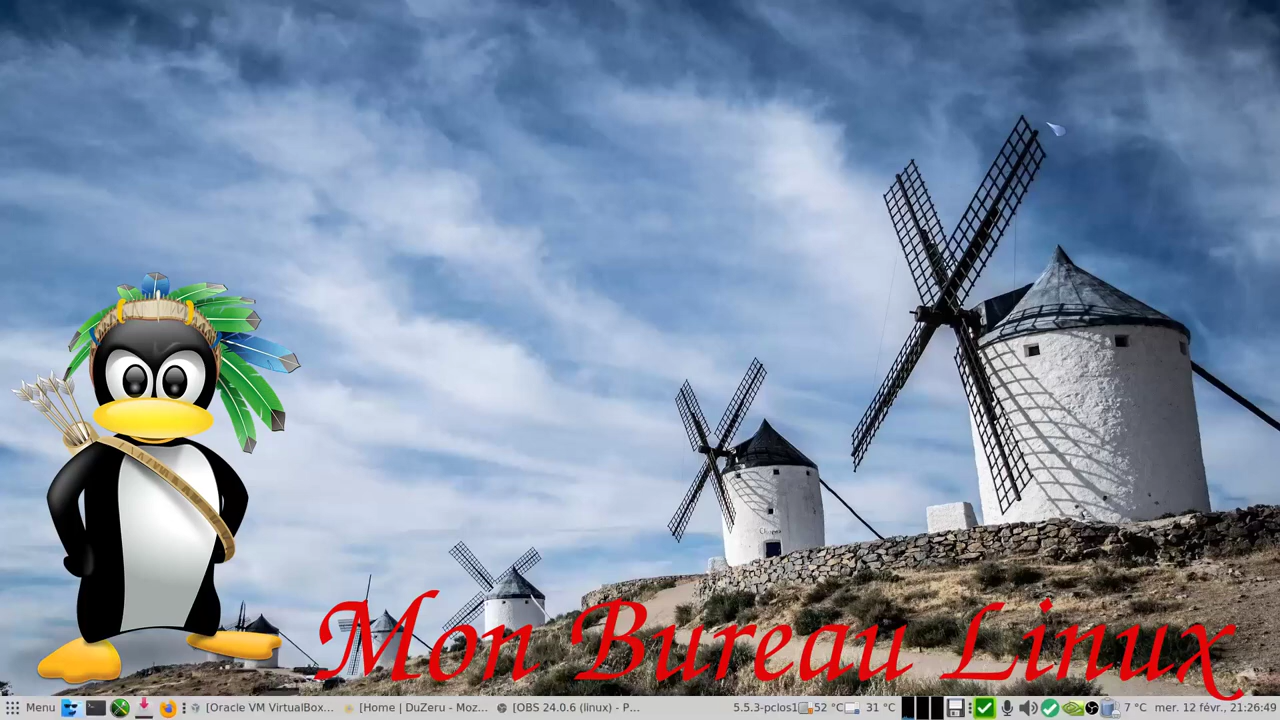 Mon Bureau Linux
Menu [Oracle VM VirtualBox... [Home | DuiZeru - Moz... [OBS 24.0.6 (linux) - P... 5.5.3-pclos1 52 °C 31 °C 7 °C mer. 12 févr., 21:26:49